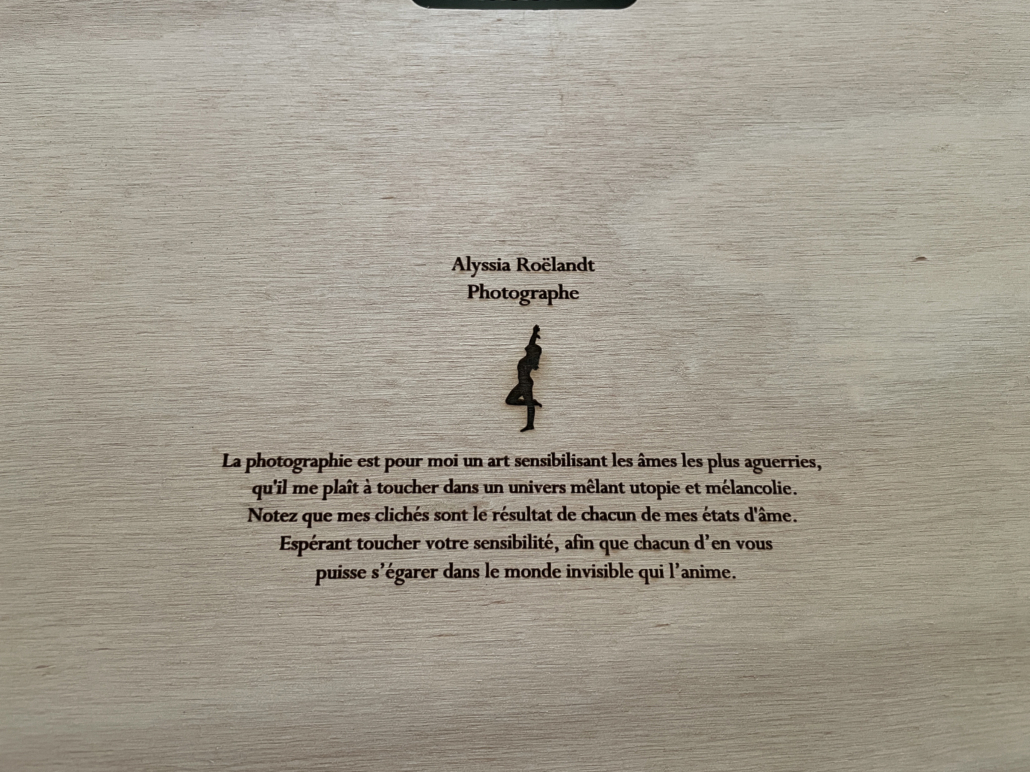 Alyssia Roëlandt
Photographe
La photographie est pour moi un art sensibilisant les âmes les plus aguerries,
qu'il me plaît à toucher dans un univers mêlant utopie et mélancolie.
Notez que mes clichés sont le résultat de chacun de mes états d'âme.
Espérant toucher votre sensibilité, afin que chacun d’en vous
puisse s’égarer dans le monde invisible qui l’anime.